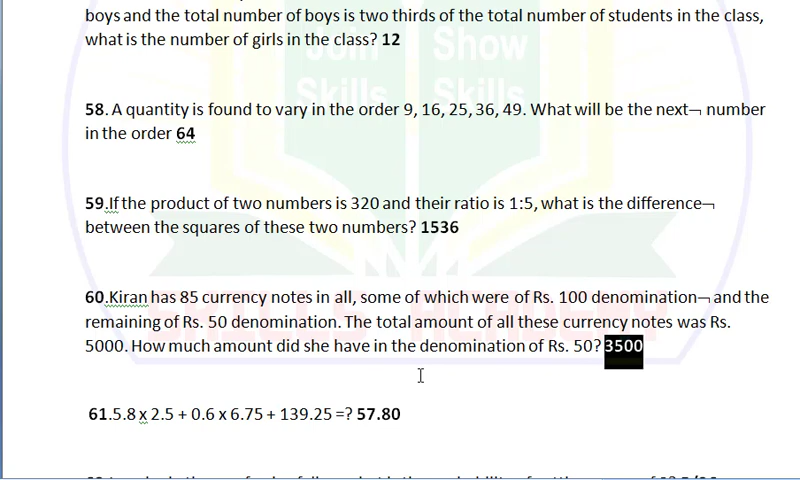 boys and the total number of boys is two thirds of the total number of students in the class,
what is the number of girls in the class? 12
Join Show
Skills Skills
58. A quantity is found to vary in the order 9, 16, 25, 36, 49. What will be the next¬ number
in the order 64
59.If the product of two numbers is 320 and their ratio is 1:5, what is the difference¬
between the squares of these two numbers? 1536
60.Kiran has 85 currency notes in all, some of which were of Rs. 100 denomination¬ and the
remaining of Rs. 50 denomination. The total amount of all these currency notes was Rs.
5000. How much amount did she have in the denomination of Rs. 50? 3500
SKILLS ACADEMY
61.5.8 x 2.5 + 0.6 x 6.75 + 139.25 =? 57.80